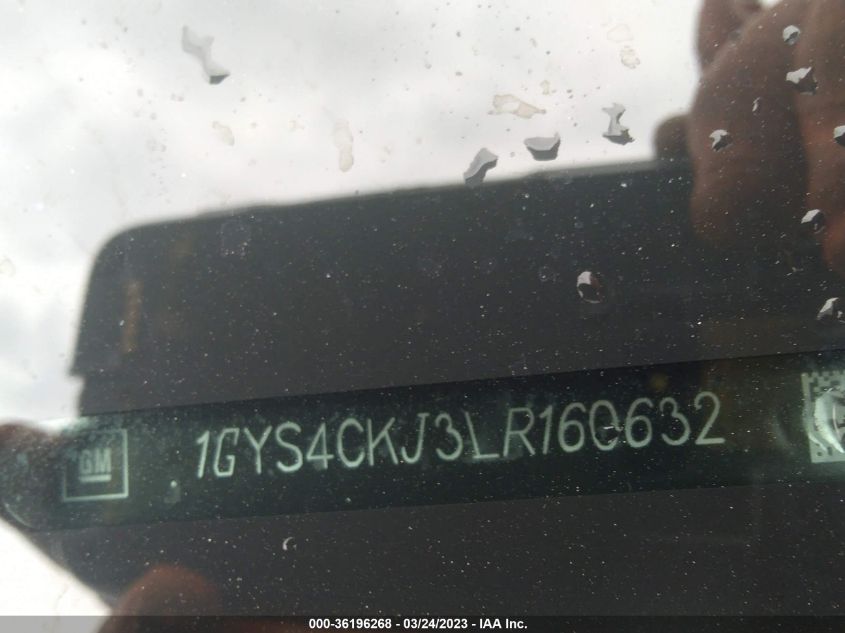 GM 1GYS4CKJ3LR160632
000-36196268 - 03/24/2023 - IAA Inc.